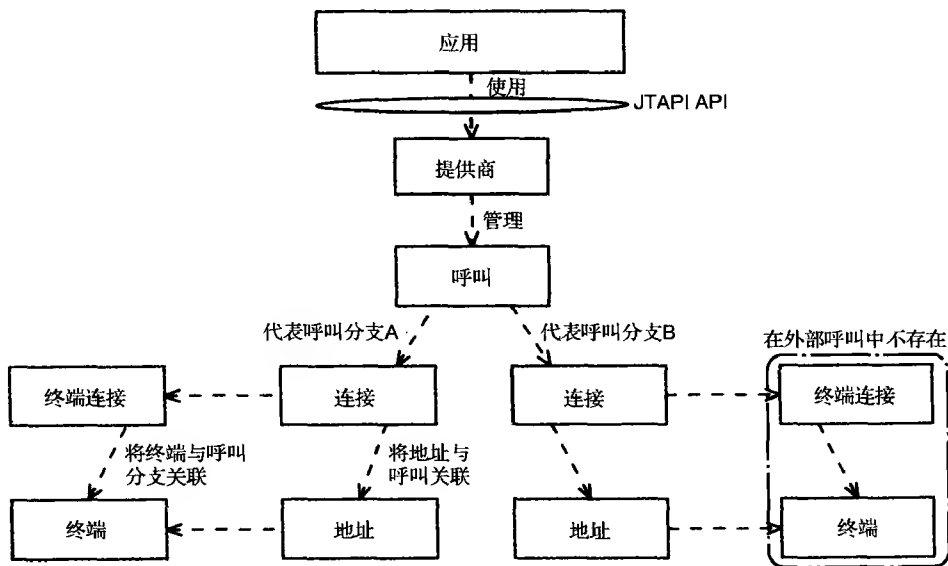 应用
使用
JTAPI API
提供商
管理
呼叫
代表呼叫分支A
代表呼叫分支B
在外部呼叫中不存在
终端连接
连接
连接
终端连接
将终端与呼叫
分支关联
将地址与
呼叫关联
终端
地址
地址
终端